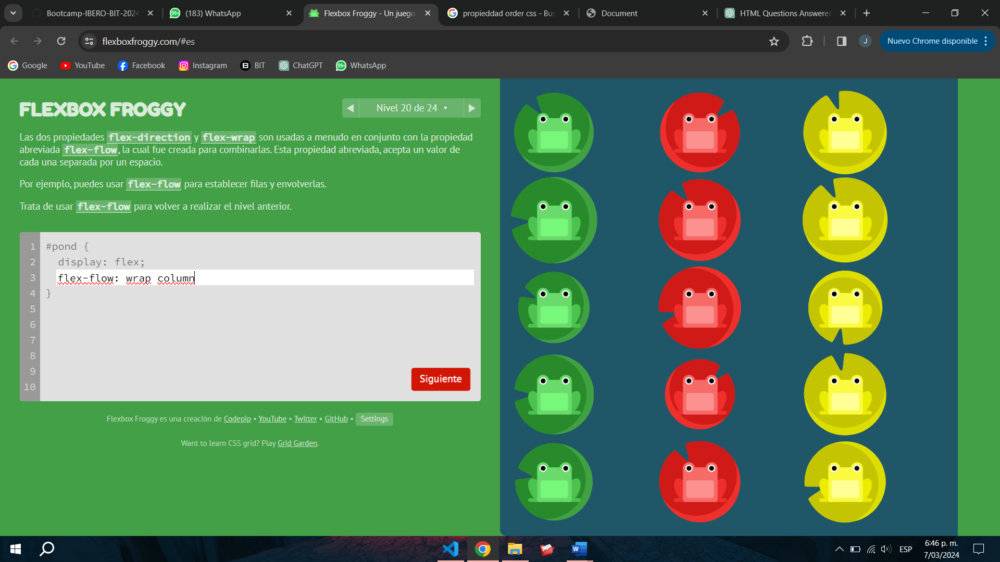 Bootcamp-IBERO-BIT-2024
(183) WhatsApp
Flexbox Froggy - Un juego
propieddad order css - Bus
Document
HTML Questions Answered
flexboxfroggy.com/#es
J
Nuevo Chrome disponible
Google
YouTube
Facebook
Instagram
BIT
ChatGPT
99+
WhatsApp
FLEXBOX FROGGY
Nivel 20 de 24
Las dos propiedades flex-direction y flex-wrap son usadas a menudo en conjunto con la propiedad
abreviada flex-flow, la cual fue creada para combinarlas. Esta propiedad abreviada, acepta un valor de
cada una separada por un espacio.
Por ejemplo, puedes usar flex-flow para establecer filas y envolverlas.
Trata de usar flex-flow para volver a realizar el nivel anterior.
1 #pond {
2 display: flex;
3 flex-flow: wrap column
4 }
5
6
7
8
9
10
Siguiente
Flexbox Froggy es una creación de Codepip • YouTube • Twitter • GitHub • Settings
Want to learn CSS grid? Play Grid Garden.
ESP
6:46 p. m.
7/03/2024